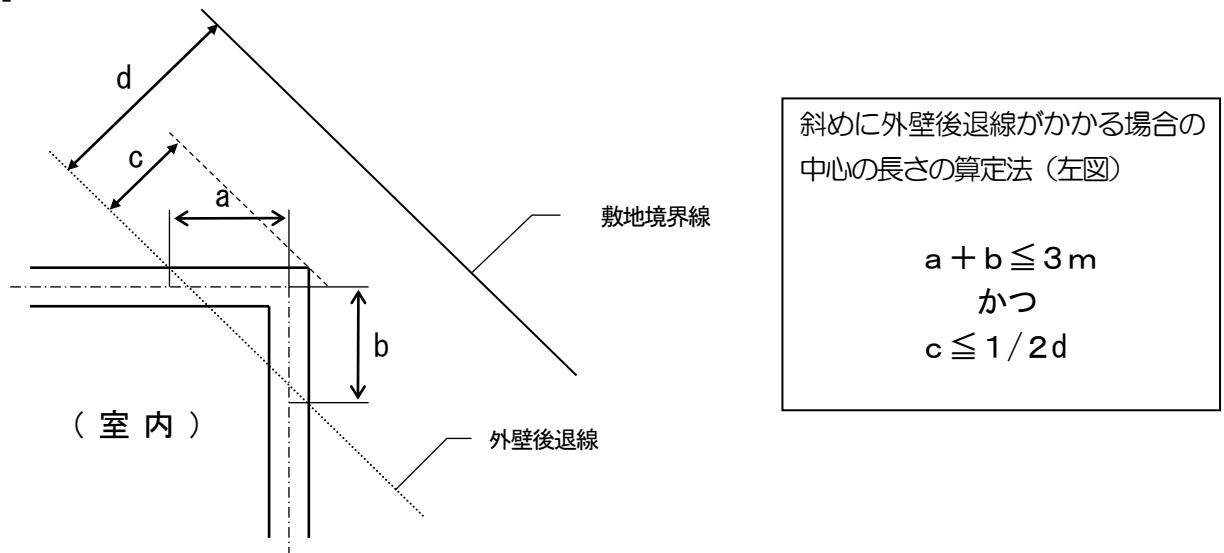 d
c
a
敷地境界線
b
(室内)
外壁後退線
斜めに外壁後退線がかかる場合の
中心の長さの算定法（左図）
a＋b≦3m
かつ
c≦1/2d